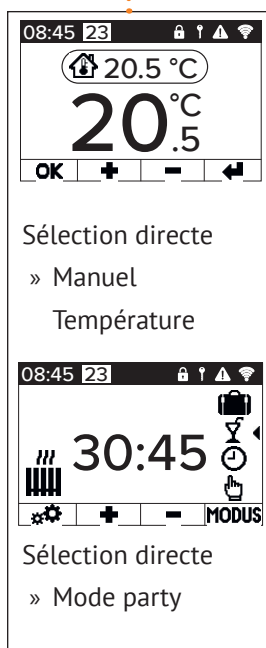 08:45 23
20.5 °C
20.5 °C
OK + −
Sélection directe
» Manuel
Température
08:45 23
30:45
+ − MODUS
Sélection directe
» Mode party